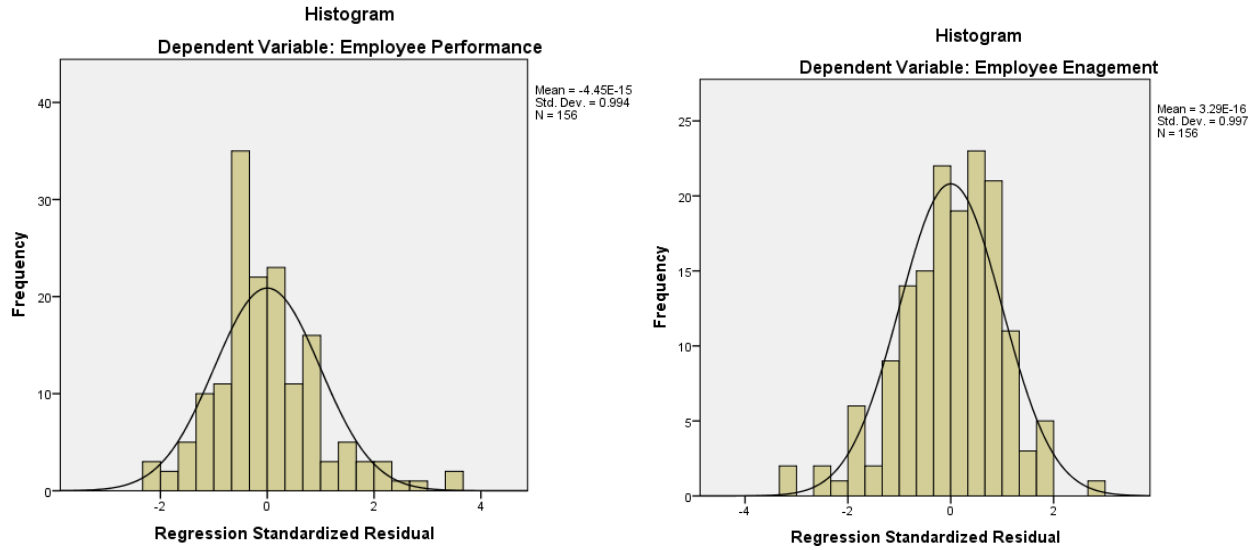 Histogram
Dependent Variable: Employee Performance
Mean = -4.45E-15
Std. Dev. = 0.994
N = 156
40
30
20
10
0
Frequency
-2
0
2
4
Regression Standardized Residual
Histogram
Dependent Variable: Employee Enagement
Mean = 3.29E-16
Std. Dev. = 0.997
N = 156
25
20
15
10
5
0
Frequency
-4
-2
0
2
Regression Standardized Residual